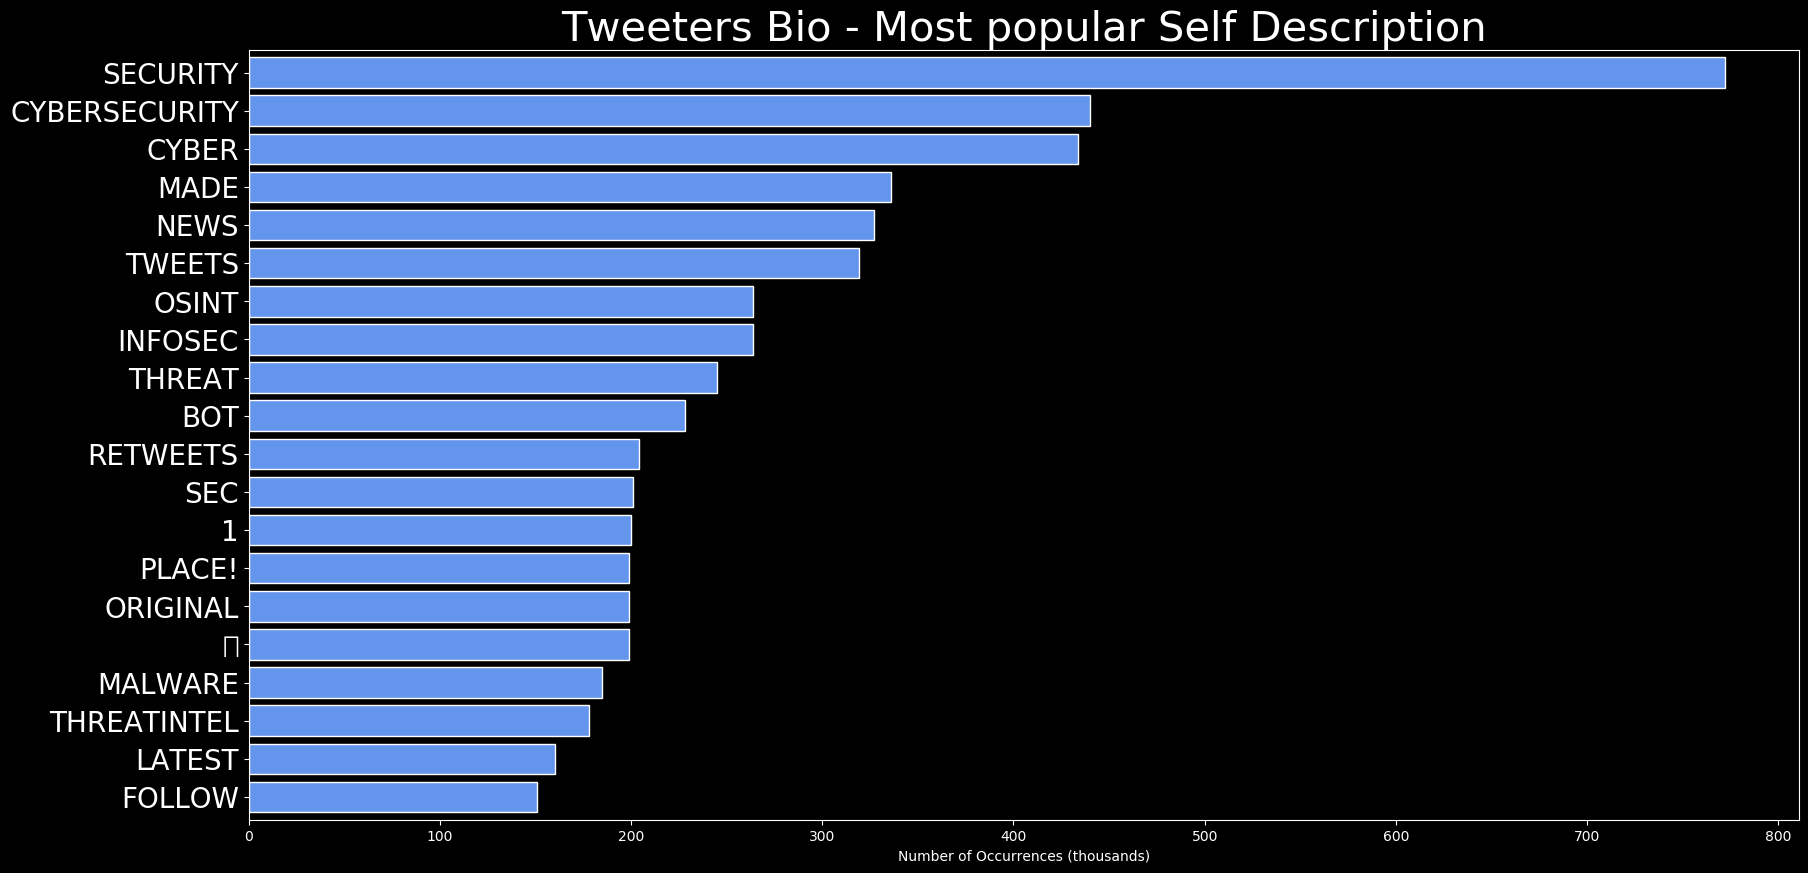 Tweeters Bio - Most popular Self Description
SECURITY
CYBERSECURITY
CYBER
MADE
NEWS
TWEETS
OSINT
INFOSEC
THREAT
BOT
RETWEETS
SEC
1
PLACE!
ORIGINAL
MALWARE
THREATINTEL
LATEST
FOLLOW
0 100 200 300 400 500 600 700 800
Number of Occurrences (thousands)